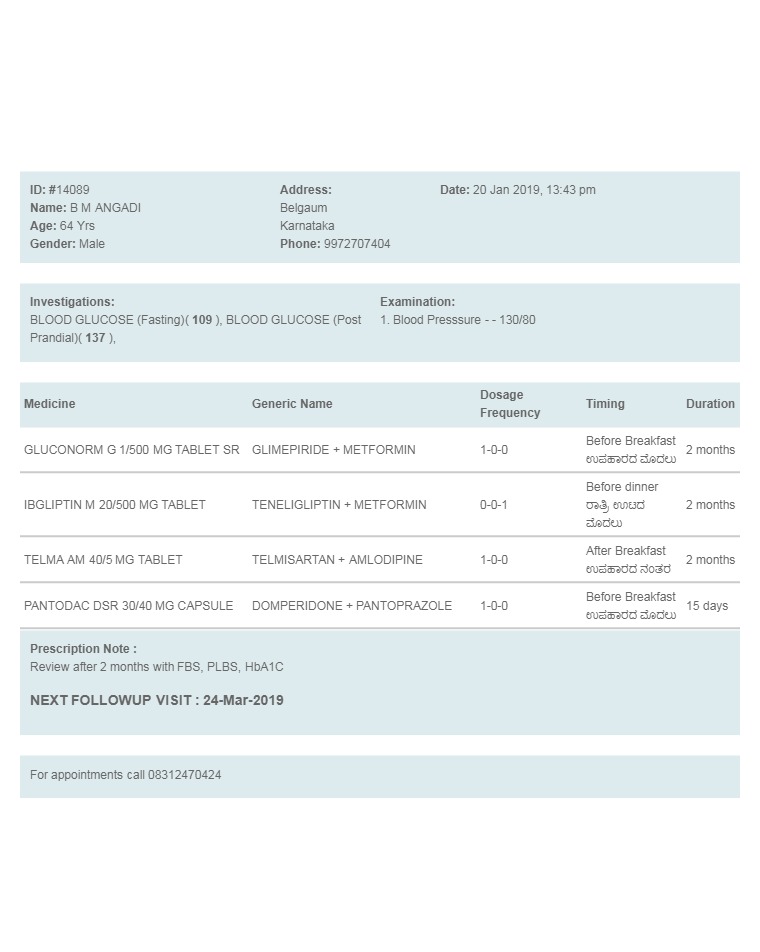 ID: #14089
Name: B M ANGADI
Age: 64 Yrs
Gender: Male
Address:
Belgaum
Karnataka
Phone: 9972707404
Date: 20 Jan 2019, 13:43 pm
Investigations:
BLOOD GLUCOSE (Fasting)( 109 ), BLOOD GLUCOSE (Post
Prandial)( 137 ),
Examination:
1. Blood Presssure - - 130/80
Medicine Generic Name Dosage Frequency Timing Duration
GLUCONORM G 1/500 MG TABLET SR GLIMEPIRIDE + METFORMIN 1-0-0 Before Breakfast 2 months
ಉಪಹಾರದ ಮೊದಲು
IBGLIPTIN M 20/500 MG TABLET TENELIGLIPTIN + METFORMIN 0-0-1 Before dinner 2 months
ರಾತ್ರಿ ಊಟದ
ಮೊದಲು
TELMA AM 40/5 MG TABLET TELMISARTAN + AMLODIPINE 1-0-0 After Breakfast 2 months
ಉಪಹಾರದ ನಂತರ
PANTODAC DSR 30/40 MG CAPSULE DOMPERIDONE + PANTOPRAZOLE 1-0-0 Before Breakfast 15 days
ಉಪಹಾರದ ಮೊದಲು
Prescription Note :
Review after 2 months with FBS, PLBS, HbA1C
NEXT FOLLOWUP VISIT : 24-Mar-2019
For appointments call 08312470424